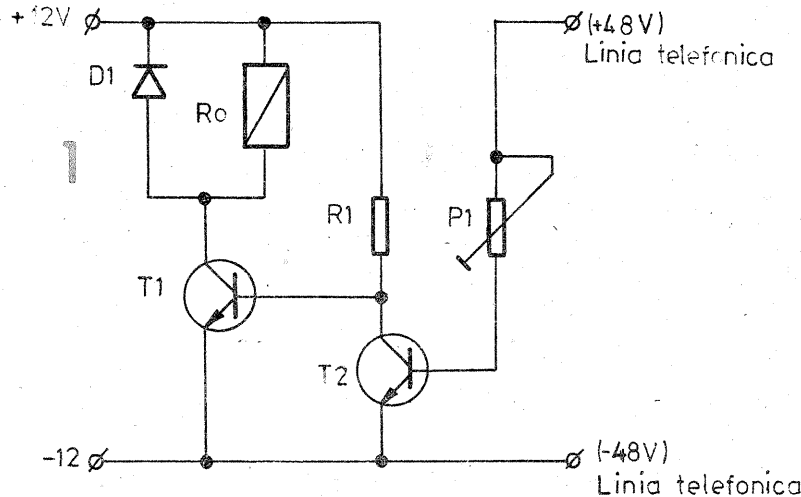 +12V
(+48V)
Linia telefonica
D1
Ro
1
R1
P1
T1
T2
-12
(-48V)
Linia telefonica